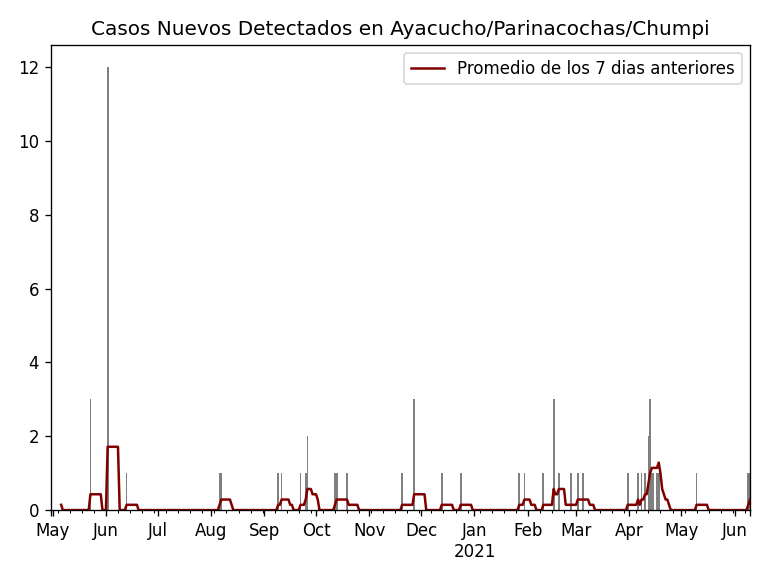 Casos Nuevos Detectados en Ayacucho/Parinacochas/Chumpi
Promedio de los 7 dias anteriores
12
10
8
6
4
2
0
May Jun Jul Aug Sep Oct Nov Dec Jan Feb Mar Apr May Jun
2021